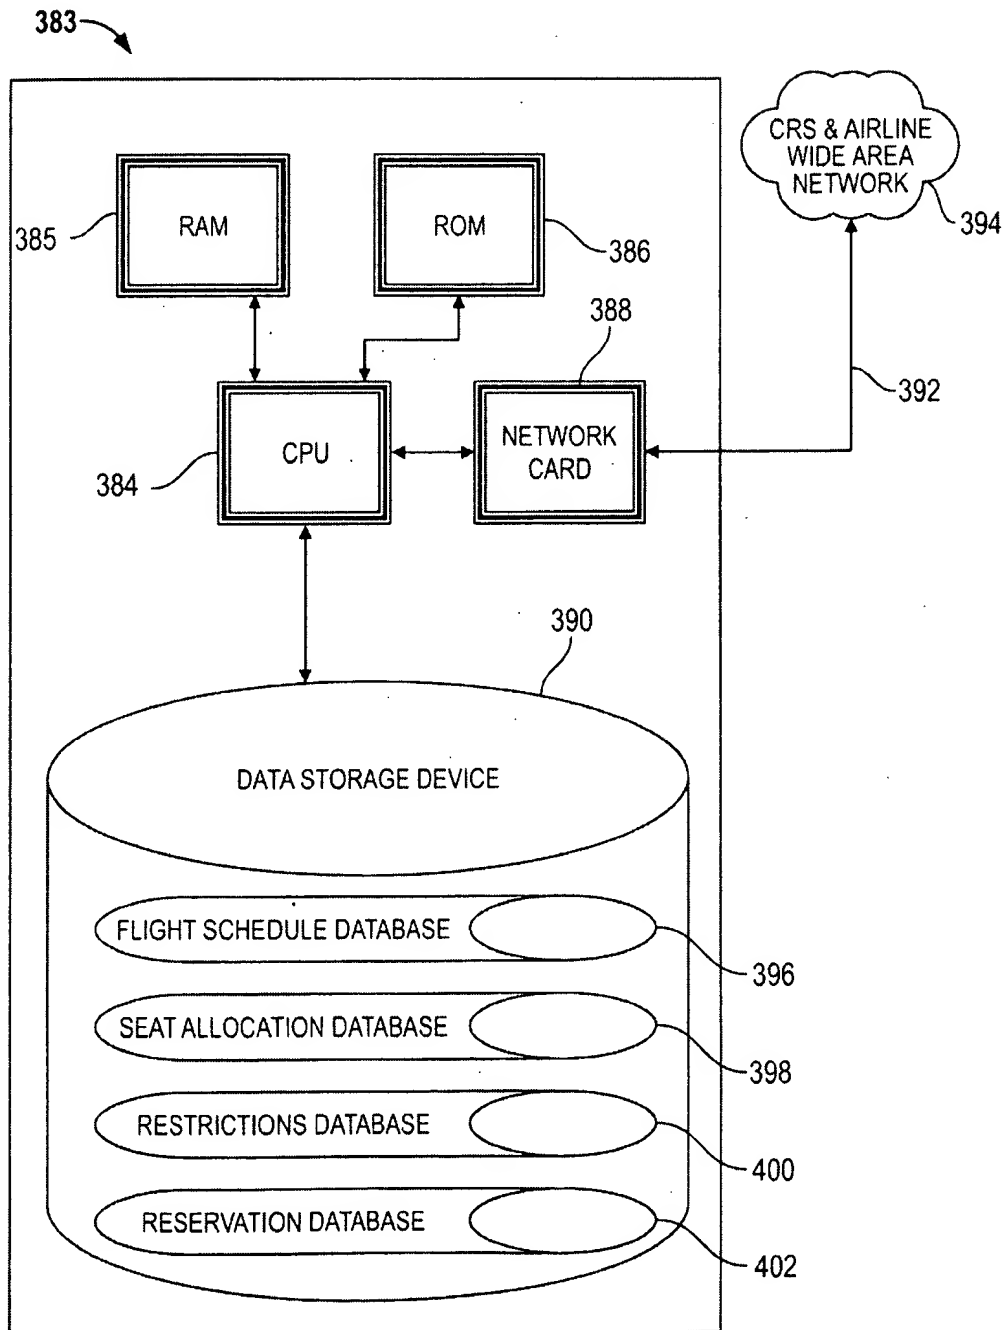 383
CRS & AIRLINE
WIDE AREA
NETWORK
394
RAM
385
ROM
386
388
392
CPU
384
NETWORK
CARD
390
DATA STORAGE DEVICE
FLIGHT SCHEDULE DATABASE
396
SEAT ALLOCATION DATABASE
398
RESTRICTIONS DATABASE
400
RESERVATION DATABASE
402